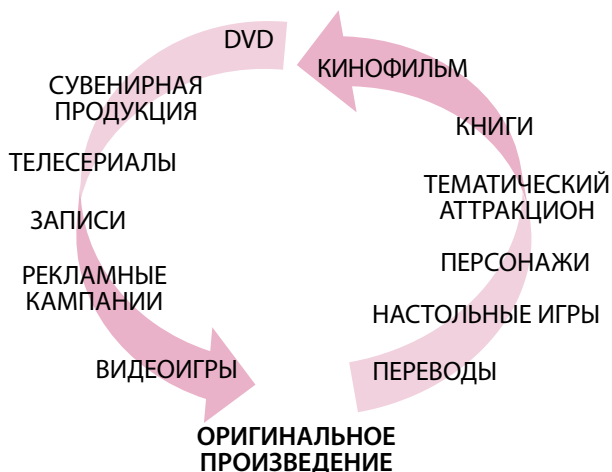 DVD
КИНОФИЛЬМ
СУВЕНИРНАЯ
ПРОДУКЦИЯ
КНИГИ
ТЕЛЕСЕРИАЛЫ
ТЕМАТИЧЕСКИЙ
АТТРАКЦИОН
ЗАПИСИ
ПЕРСОНАЖИ
РЕКЛАМНЫЕ
КАМПАНИИ
НАСТОЛЬНЫЕ ИГРЫ
ВИДЕОИГРЫ
ПЕРЕВОДЫ
ОРИГИНАЛЬНОЕ
ПРОИЗВЕДЕНИЕ